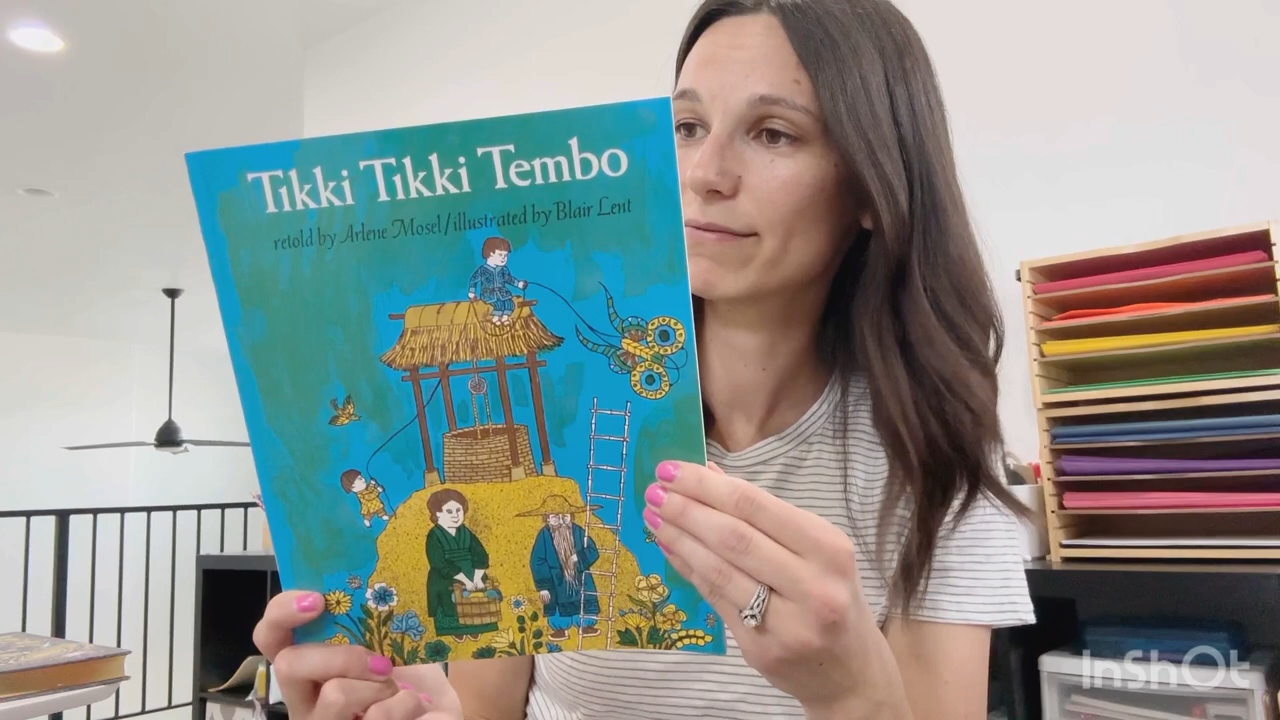 Tikki Tikki Tembo
retold by Arlene Mosel/illustrated by Blair Lent
InShOt